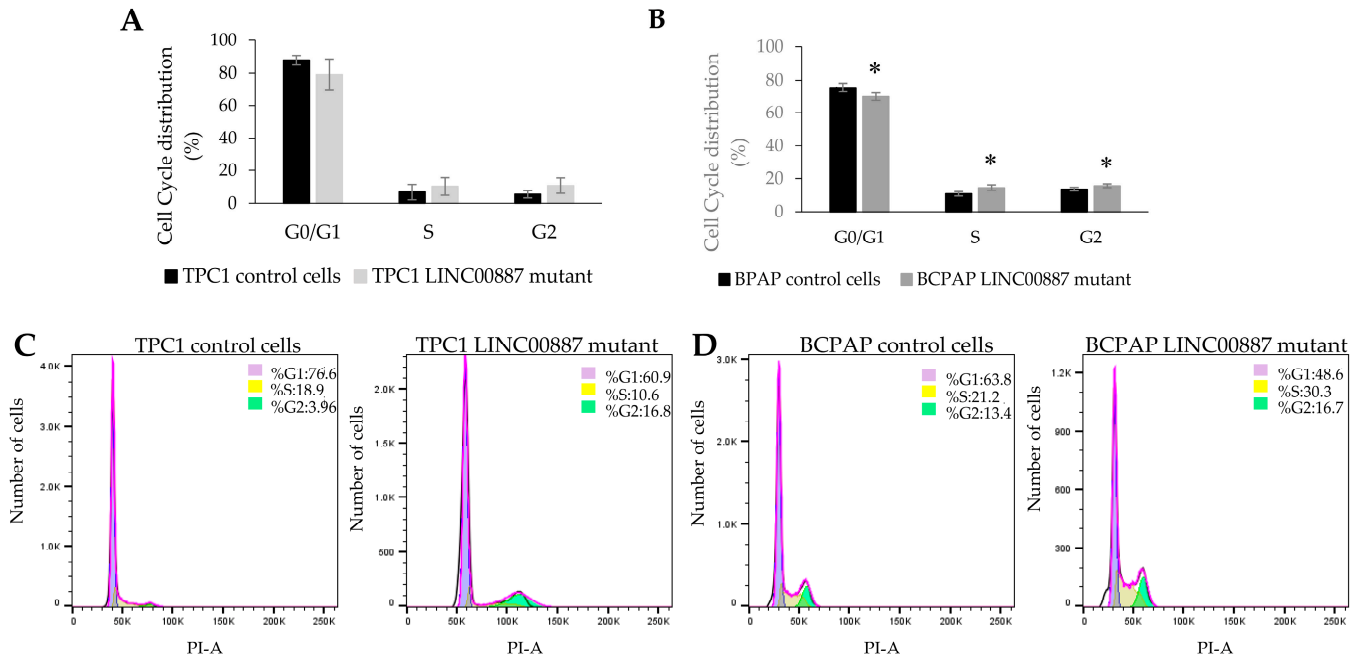 A
Cell Cycle distribution
(%)
100
80
60
40
20
0
G0/G1 S G2
TPC1 control cells TPC1 LINC00887 mutant
B
Cell Cycle distribution
(%)
100
80
60
40
20
0
*
*
*
G0/G1 S G2
BPAP control cells BCPAP LINC00887 mutant
C
TPC1 control cells
Number of cells
4.0K
3.0K
2.0K
1.0K
0
%G1:76.6
%S:18.9
%G2:3.96
0 50K 100K 150K 200K 250K
PI-A
TPC1 LINC00887 mutant
Number of cells
2.0K
1.5K
1.0K
500
0
%G1:60.9
%S:10.6
%G2:16.8
0 50K 100K 150K 200K 250K
PI-A
D
BCPAP control cells
Number of cells
3.0K
2.0K
1.0K
0
%G1:63.8
%S:21.2
%G2:13.4
0 50K 100K 150K 200K 250K
PI-A
BCPAP LINC00887 mutant
Number of cells
1.2K
900
600
300
0
%G1:48.6
%S:30.3
%G2:16.7
0 50K 100K 150K 200K 250K
PI-A